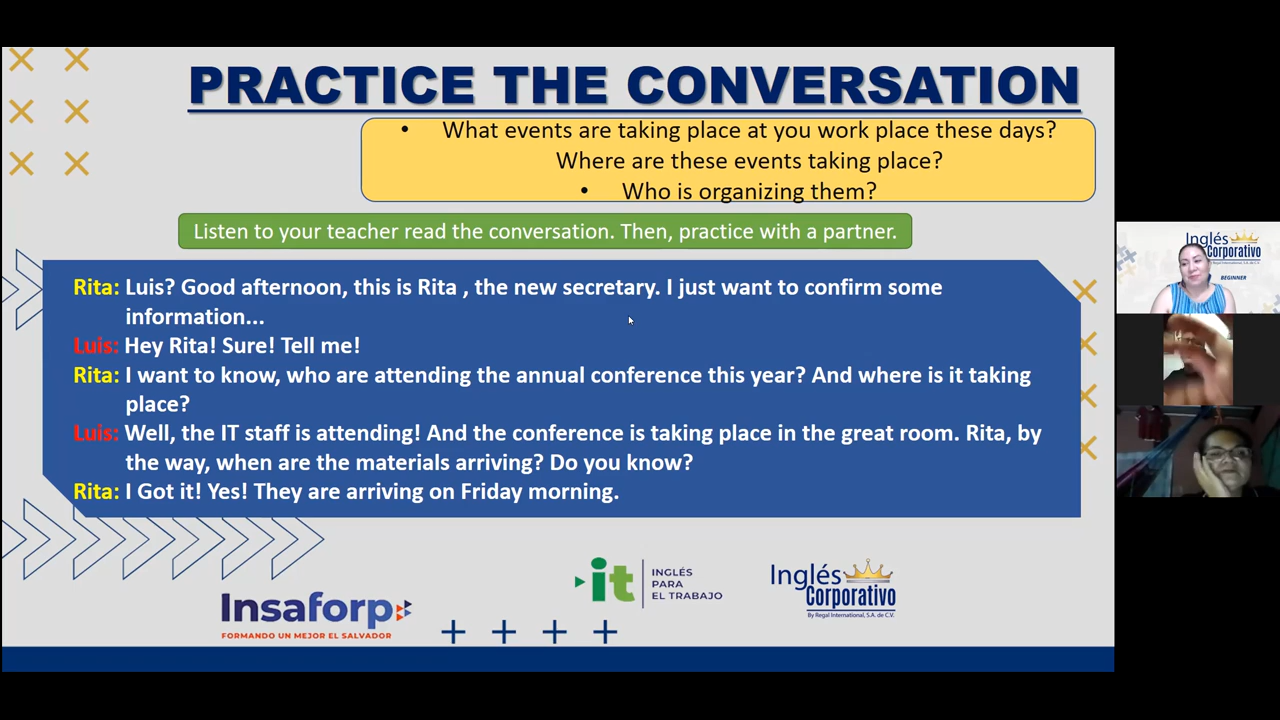 PRACTICE THE CONVERSATION
• What events are taking place at you work place these days?
Where are these events taking place?
• Who is organizing them?
Listen to your teacher read the conversation. Then, practice with a partner.
Rita: Luis? Good afternoon, this is Rita , the new secretary. I just want to confirm some
information...
Luis: Hey Rita! Sure! Tell me!
Rita: I want to know, who are attending the annual conference this year? And where is it taking
place?
Luis: Well, the IT staff is attending! And the conference is taking place in the great room. Rita, by
the way, when are the materials arriving? Do you know?
Rita: I Got it! Yes! They are arriving on Friday morning.
Insaforp
FORMANDO UN MEJOR EL SALVADOR
it
INGLÉS
PARA
EL TRABAJO
Inglés
Corporativo
By Regal International, S.A. de C.V.
Inglés
Corporativo
By Regal International, S.A. de C.V.
BEGINNER